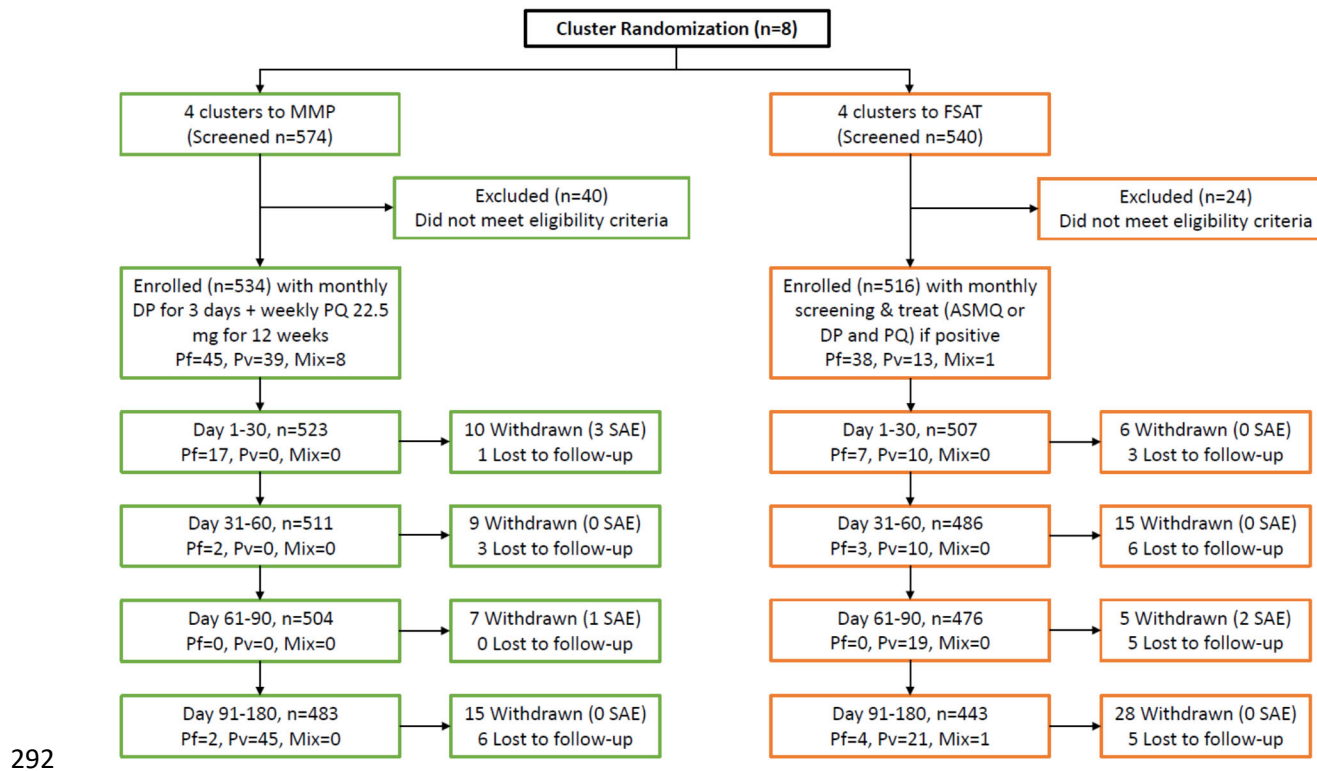 Cluster Randomization (n=8)
4 clusters to MMP
(Screened n=574)
4 clusters to FSAT
(Screened n=540)
Excluded (n=40)
Did not meet eligibility criteria
Excluded (n=24)
Did not meet eligibility criteria
Enrolled (n=534) with monthly
DP for 3 days + weekly PQ 22.5
mg for 12 weeks
Pf=45, Pv=39, Mix=8
Enrolled (n=516) with monthly
screening & treat (ASMQ or
DP and PQ) if positive
Pf=38, Pv=13, Mix=1
Day 1-30, n=523
Pf=17, Pv=0, Mix=0
10 Withdrawn (3 SAE)
1 Lost to follow-up
Day 1-30, n=507
Pf=7, Pv=10, Mix=0
6 Withdrawn (0 SAE)
3 Lost to follow-up
Day 31-60, n=511
Pf=2, Pv=0, Mix=0
9 Withdrawn (0 SAE)
3 Lost to follow-up
Day 31-60, n=486
Pf=3, Pv=10, Mix=0
15 Withdrawn (0 SAE)
6 Lost to follow-up
Day 61-90, n=504
Pf=0, Pv=0, Mix=0
7 Withdrawn (1 SAE)
0 Lost to follow-up
Day 61-90, n=476
Pf=0, Pv=19, Mix=0
5 Withdrawn (2 SAE)
5 Lost to follow-up
Day 91-180, n=483
Pf=2, Pv=45, Mix=0
15 Withdrawn (0 SAE)
6 Lost to follow-up
Day 91-180, n=443
Pf=4, Pv=21, Mix=1
28 Withdrawn (0 SAE)
5 Lost to follow-up
292